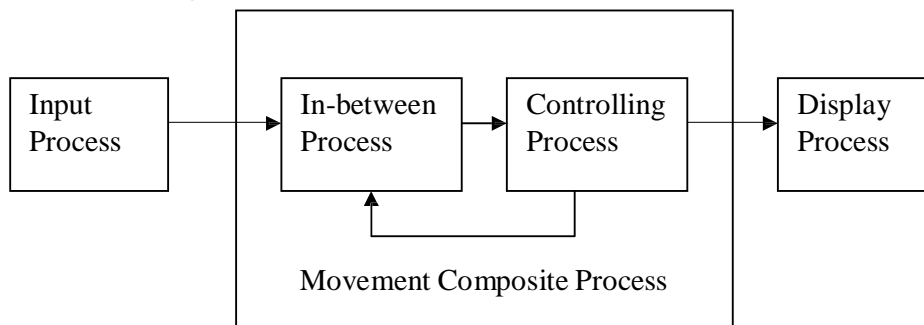 Input
Process
In-between
Process
Controlling
Process
Display
Process
Movement Composite Process